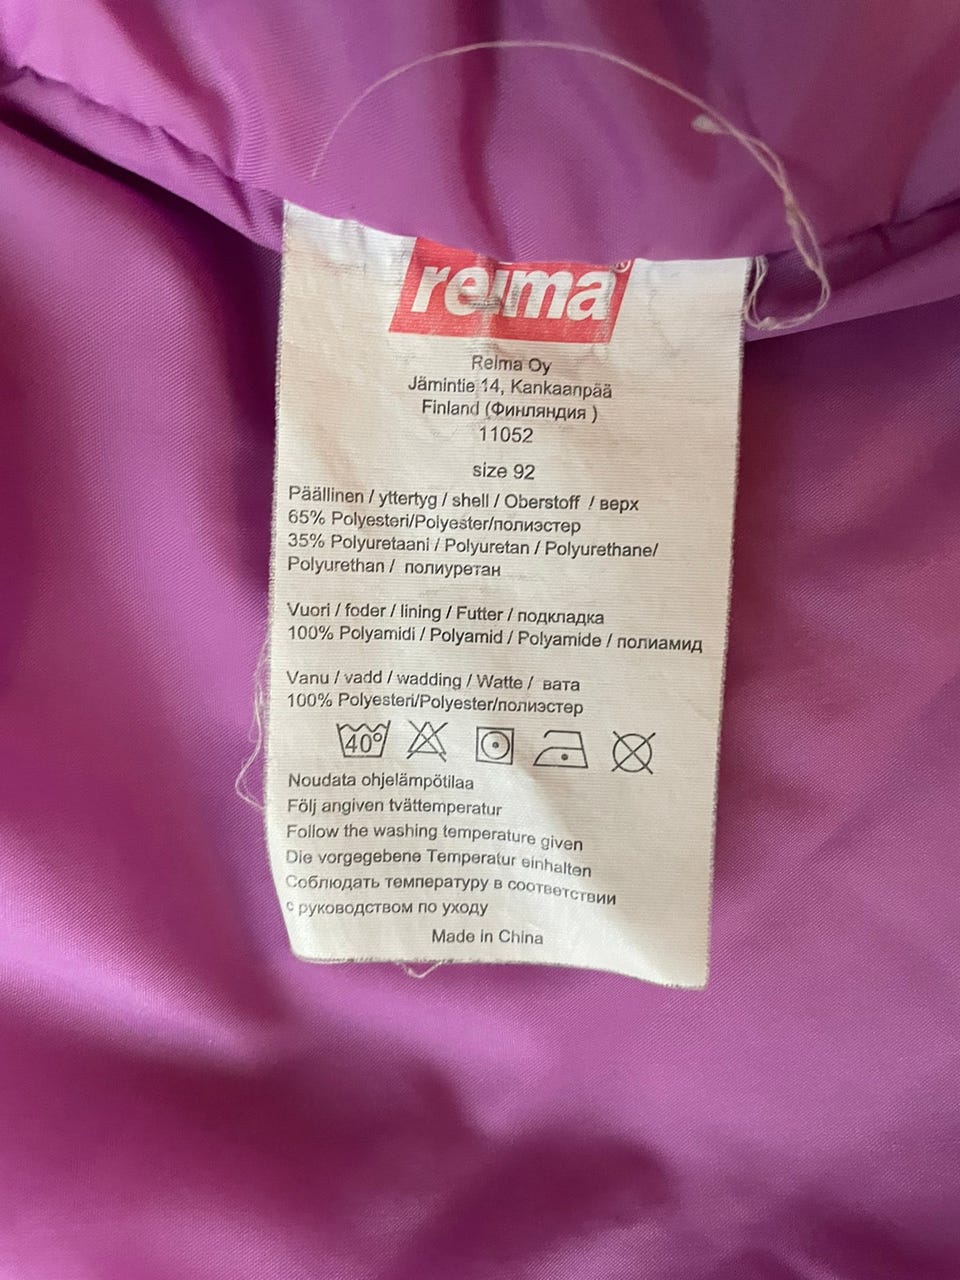 reima®
Reima Oy
Jämintie 14, Kankaanpää
Finland (Финляндия )
11052
size 92
Päällinen / yttertyg / shell / Oberstoff / верх
65% Polyesteri/Polyester/полиэстер
35% Polyuretaani / Polyuretan / Polyurethane/
Polyurethan / полиуретан
Vuori / foder / lining / Futter / подкладка
100% Polyamidi / Polyamid / Polyamide / полиамид
Vanu / vadd / wadding / Watte / вата
100% Polyesteri/Polyester/полиэстер
40°
Noudata ohjelämpötilaa
Följ angiven tvättemperatur
Follow the washing temperature given
Die vorgegebene Temperatur einhalten
Соблюдать температуру в соответствии
с руководством по уходу
Made in China